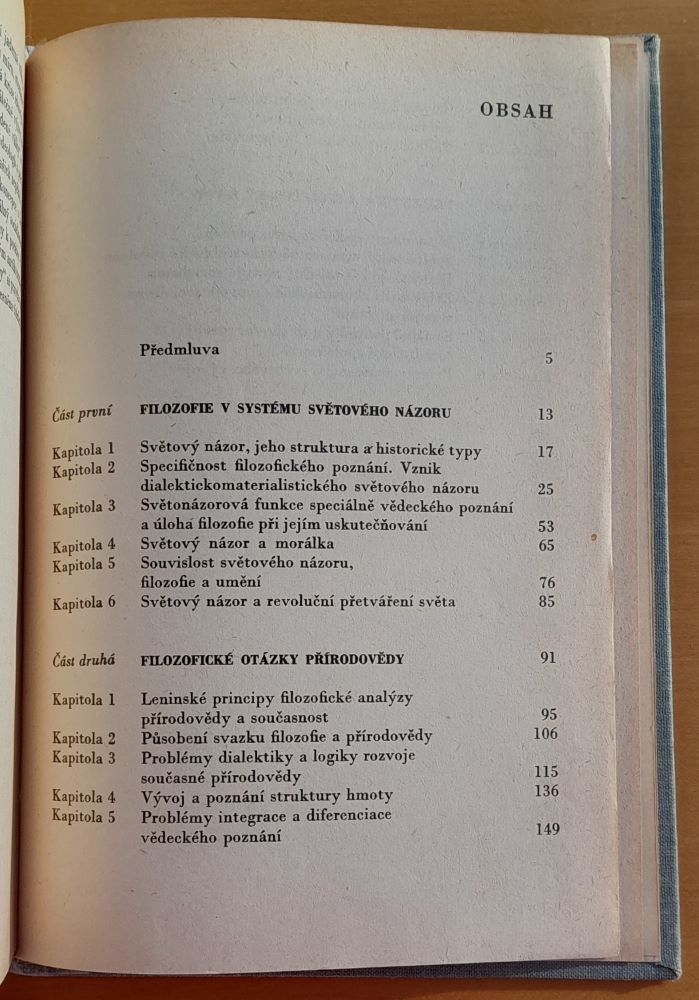 OBSAH
Předmluva 5
Část první FILOZOFIE V SYSTÉMU SVĚTOVÉHO NÁZORU 13
Kapitola 1 Světový názor, jeho struktura a historické typy 17
Kapitola 2 Specifičnost filozofického poznání. Vznik
dialektickomaterialistického světového názoru 25
Kapitola 3 Světonázorová funkce speciálně vědeckého poznání
a úloha filozofie při jejím uskutečňování 53
Kapitola 4 Světový názor a morálka 65
Kapitola 5 Souvislost světového názoru,
filozofie a umění 76
Kapitola 6 Světový názor a revoluční přetváření světa 85
Část druhá FILOZOFICKÉ OTÁZKY PŘÍRODOVĚDY 91
Kapitola 1 Leninské principy filozofické analýzy
přírodovědy a současnost 95
Kapitola 2 Působení svazku filozofie a přírodovědy 106
Kapitola 3 Problémy dialektiky a logiky rozvoje
současné přírodovědy 115
Kapitola 4 Vývoj a poznání struktury hmoty 136
Kapitola 5 Problémy integrace a diferenciace
vědeckého poznání 149